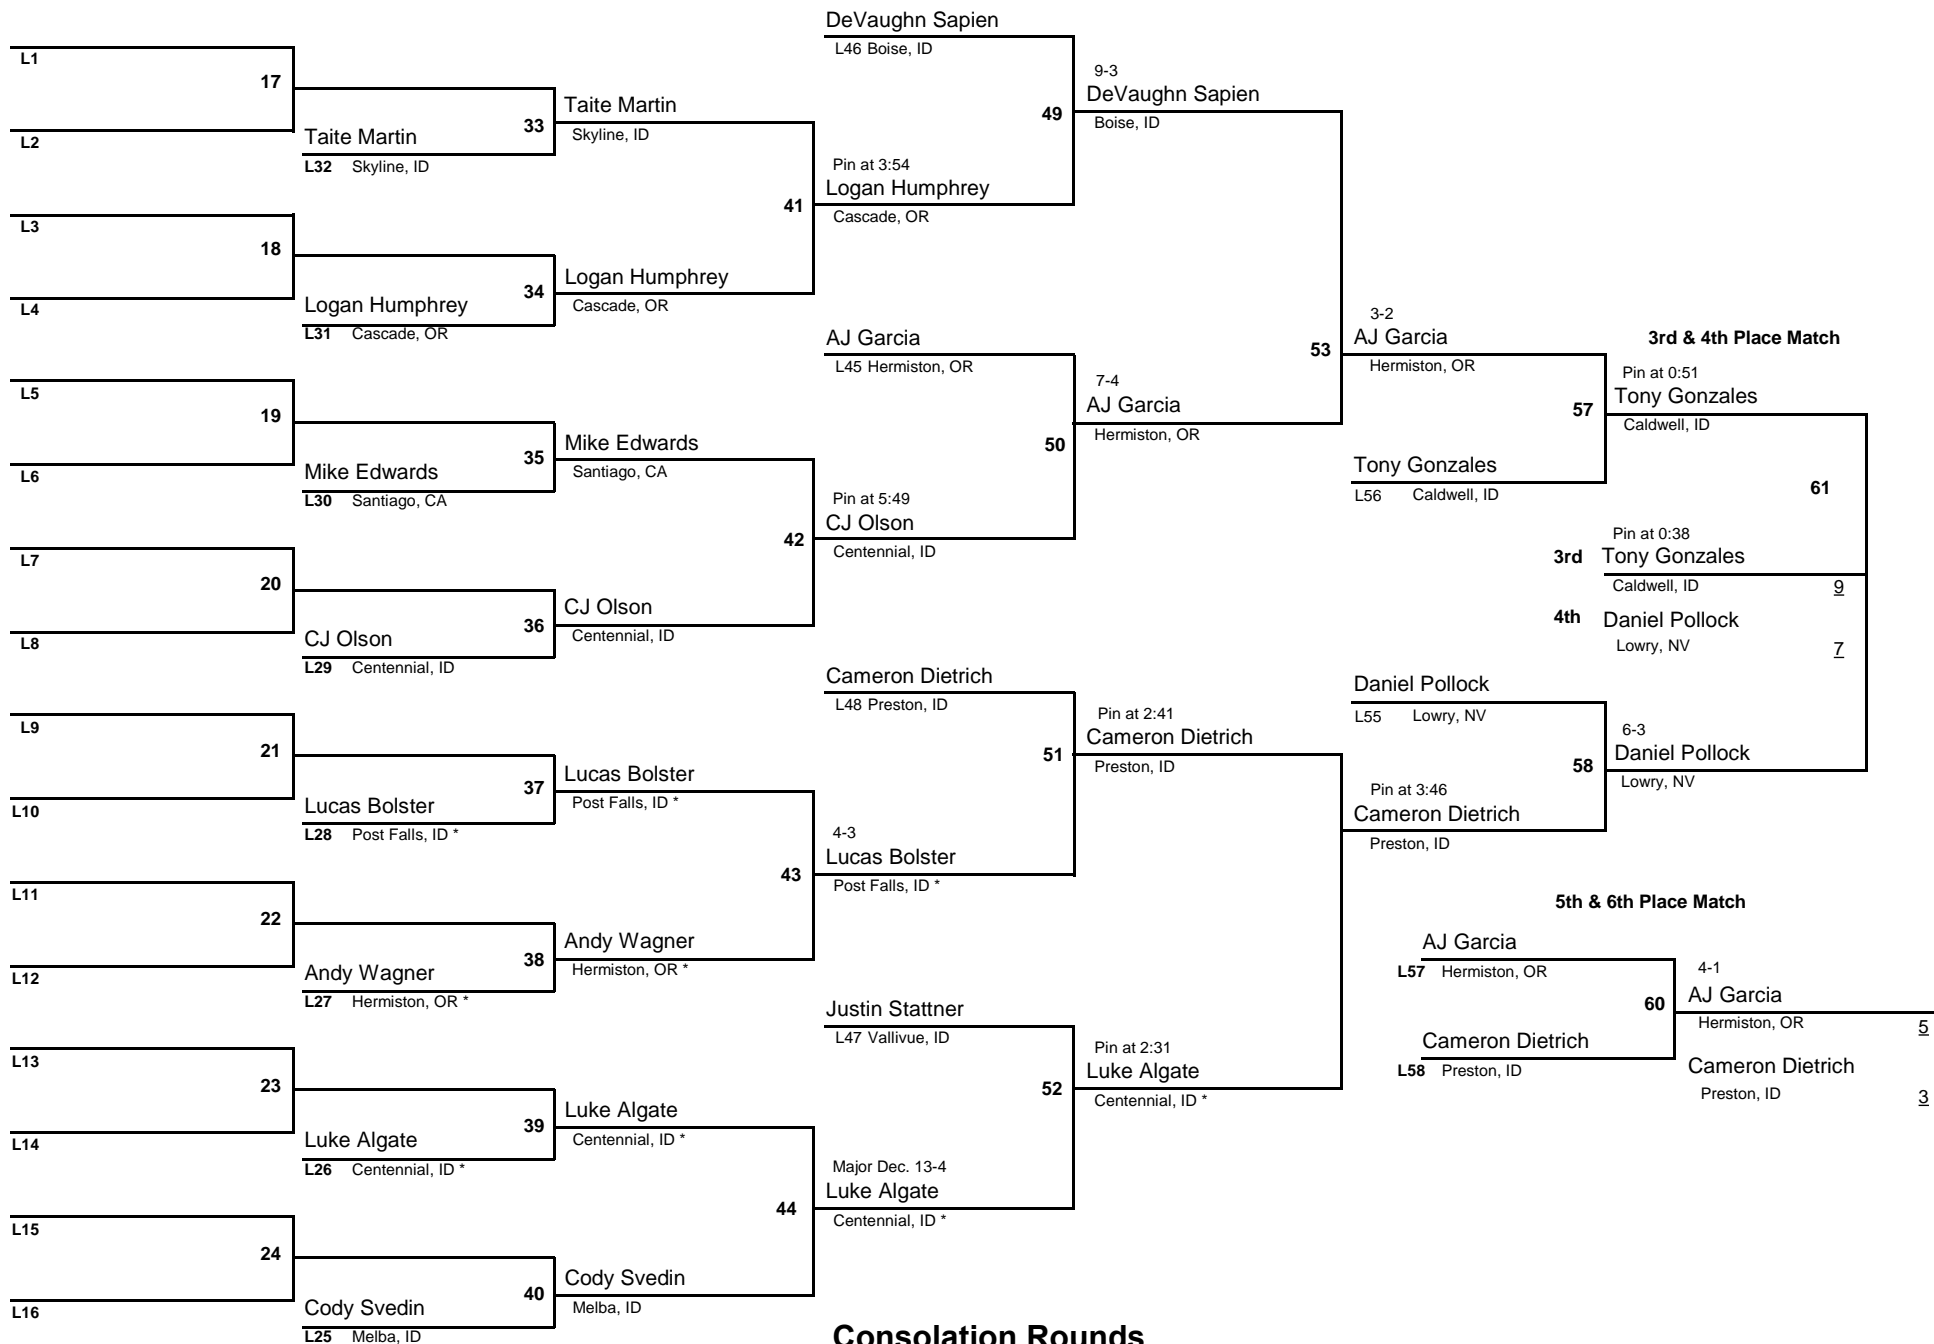 L1
17
L2
Taite Martin
L32 Skyline, ID
33
L3
18
L4
Logan Humphrey
L31 Cascade, OR
34
L5
19
L6
Mike Edwards
L30 Santiago, CA
35
L7
20
L8
CJ Olson
L29 Centennial, ID
36
L9
21
L10
Lucas Bolster
L28 Post Falls, ID *
37
L11
22
L12
Andy Wagner
L27 Hermiston, OR *
38
L13
23
L14
Luke Algate
L26 Centennial, ID *
39
L15
24
L16
Cody Svedin
L25 Melba, ID
40
Taite Martin
Skyline, ID
41
Logan Humphrey
Cascade, OR
Mike Edwards
Santiago, CA
42
CJ Olson
Centennial, ID
Lucas Bolster
Post Falls, ID *
43
Andy Wagner
Hermiston, OR *
Luke Algate
Centennial, ID *
44
Cody Svedin
Melba, ID
DeVaughn Sapien
L46 Boise, ID
49
Pin at 3:54
Logan Humphrey
Cascade, OR
AJ Garcia
L45 Hermiston, OR
50
Pin at 5:49
CJ Olson
Centennial, ID
Cameron Dietrich
L48 Preston, ID
51
4-3
Lucas Bolster
Post Falls, ID *
Justin Stattner
L47 Vallivue, ID
52
Major Dec. 13-4
Luke Algate
Centennial, ID *
9-3
DeVaughn Sapien
Boise, ID
53
7-4
AJ Garcia
Hermiston, OR
Pin at 2:41
Cameron Dietrich
Preston, ID
Pin at 2:31
Luke Algate
Centennial, ID *
3-2
AJ Garcia
Hermiston, OR
57
Tony Gonzales
L56 Caldwell, ID
3rd & 4th Place Match
Pin at 0:51
Tony Gonzales
Caldwell, ID
61
Pin at 0:38
3rd Tony Gonzales
Caldwell, ID 9
4th Daniel Pollock
Lowry, NV 7
Daniel Pollock
L55 Lowry, NV
58
6-3
Daniel Pollock
Lowry, NV
Pin at 3:46
Cameron Dietrich
Preston, ID
5th & 6th Place Match
AJ Garcia
L57 Hermiston, OR
60
Cameron Dietrich
L58 Preston, ID
4-1
AJ Garcia
Hermiston, OR 5
Cameron Dietrich
Preston, ID 3
Consolation Rounds